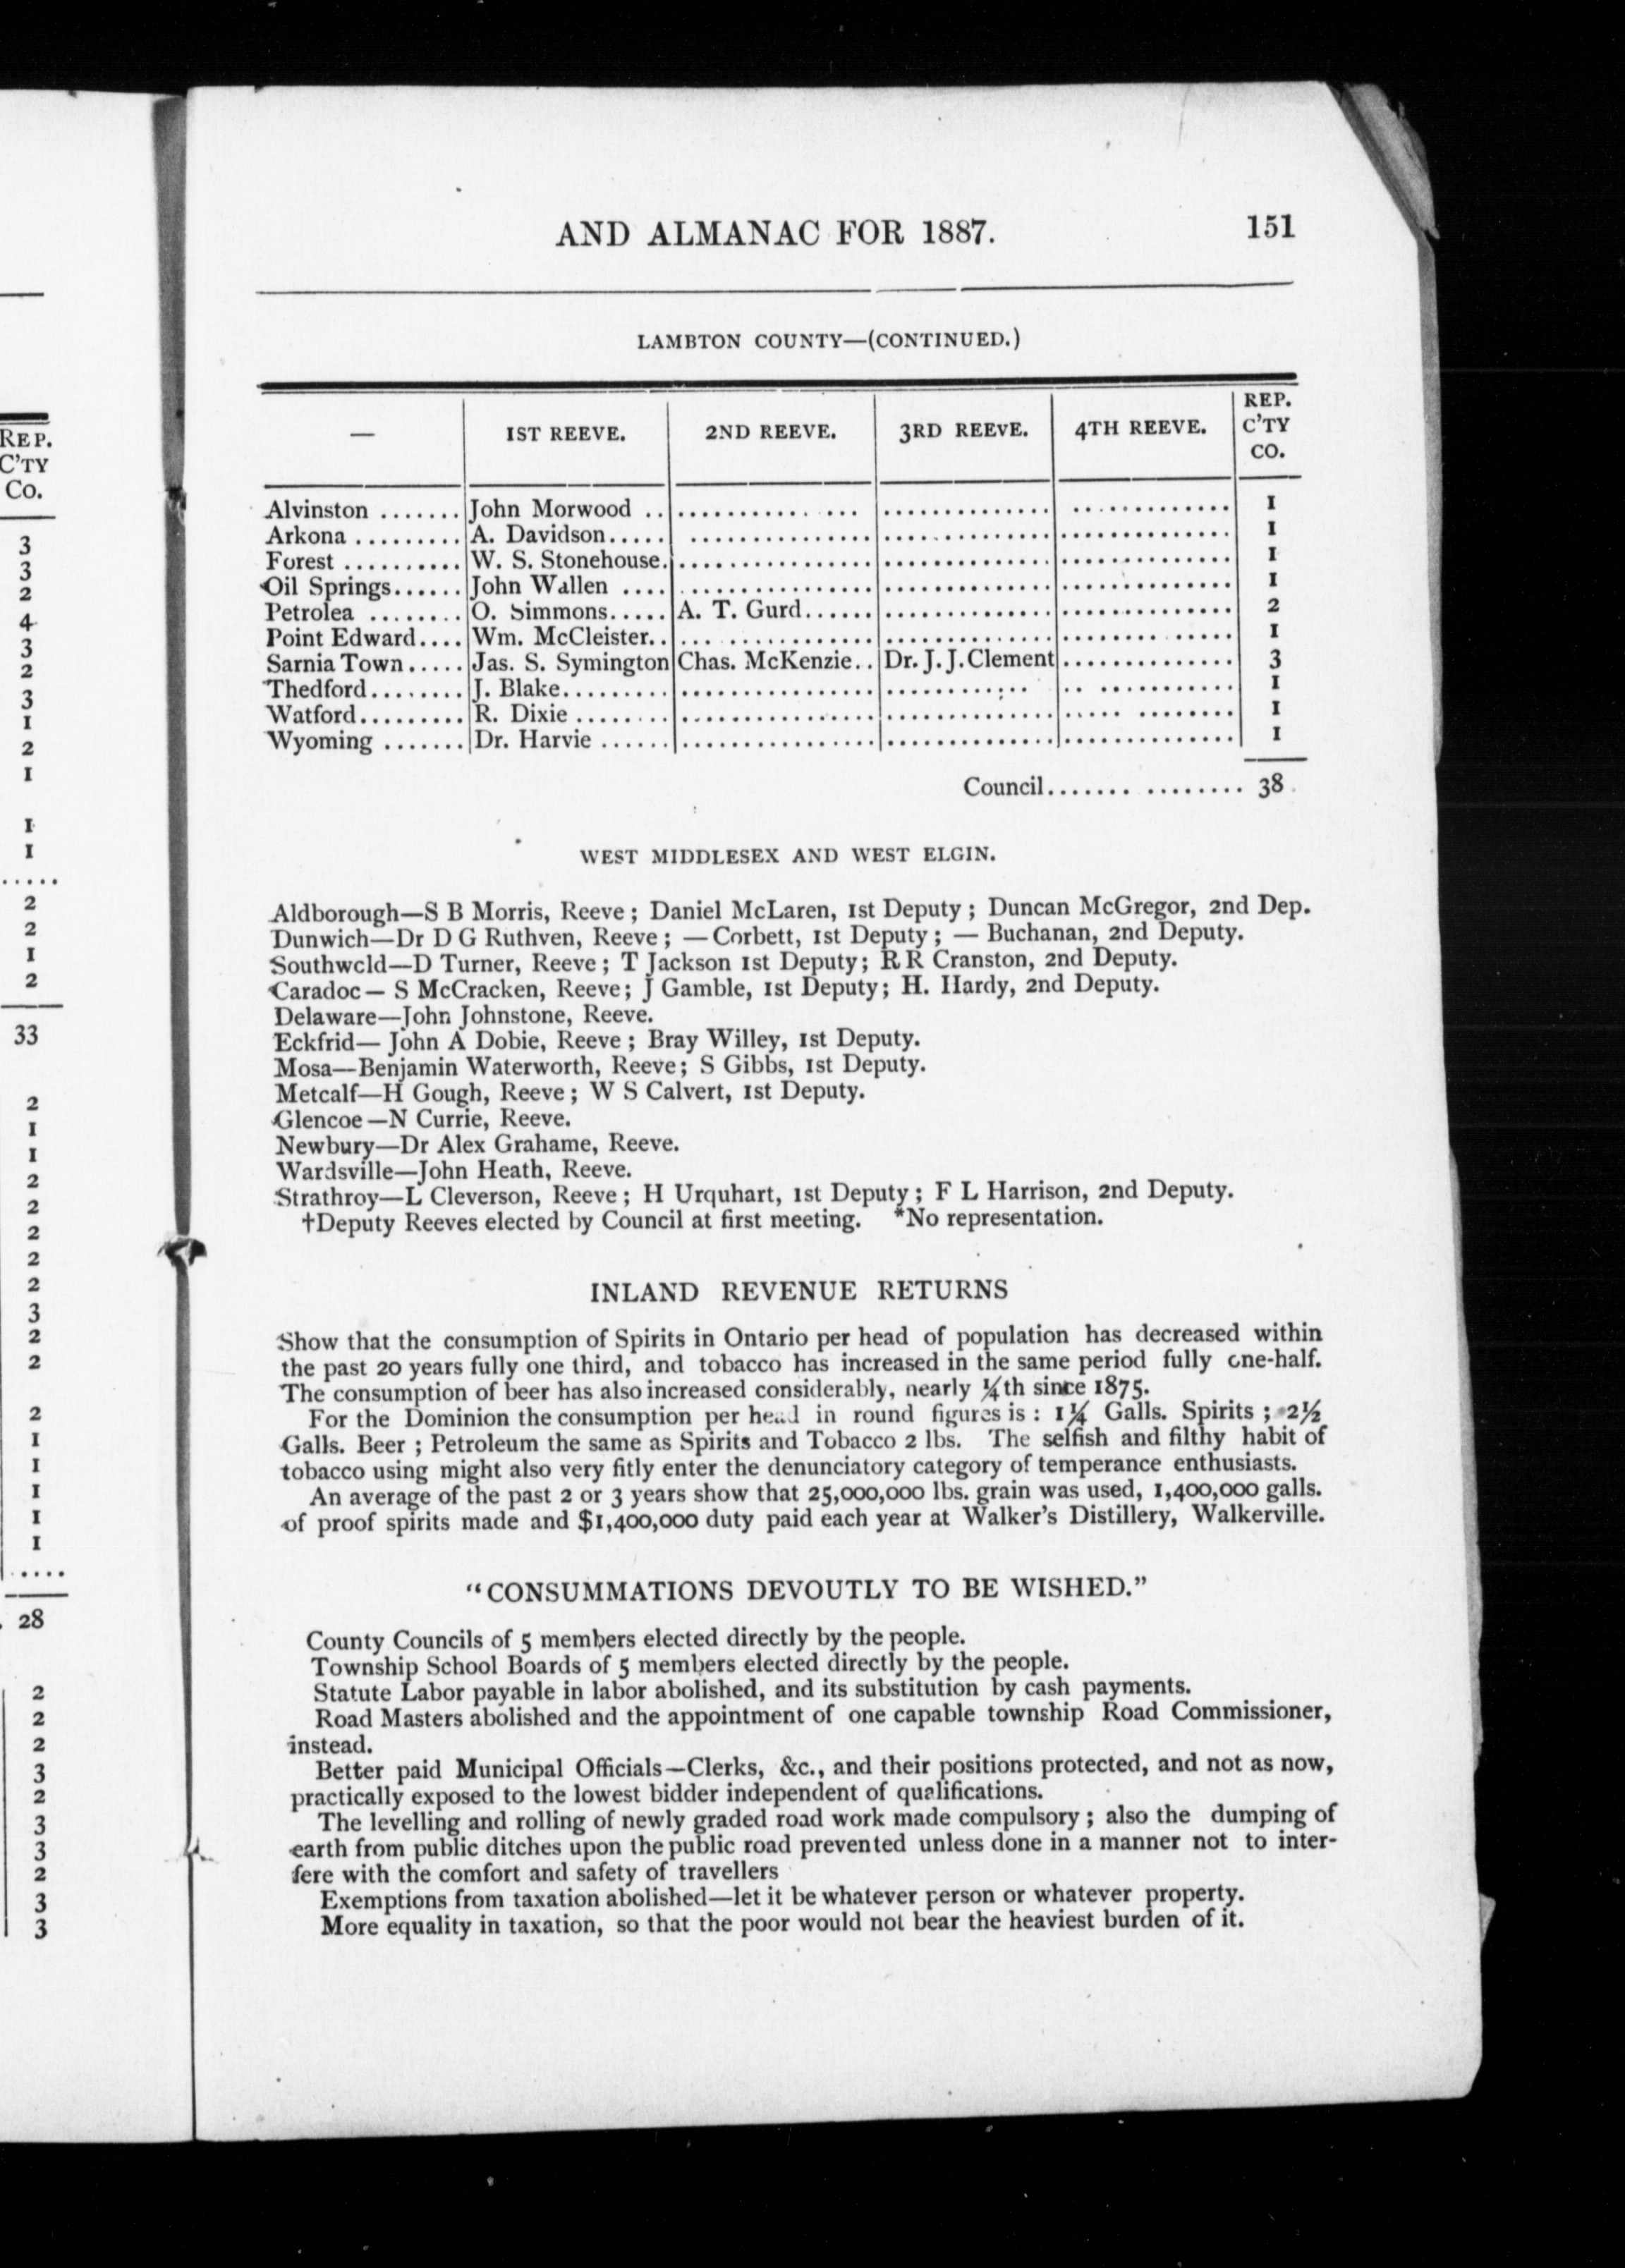 REP.
C'TY
Co.
3
3
2
4
3
2
3
1
2
1
1
1
.....
2
2
1
2
33
2
1
1
2
2
2
2
2
3
2
2
2
1
1
1
1
1
.....
28
2
2
2
3
2
3
3
2
3
3
AND ALMANAC FOR 1887. 151
LAMBTON COUNTY—(CONTINUED.)
— 1ST REEVE. 2ND REEVE. 3RD REEVE. 4TH REEVE. REP. C'TY CO.
Alvinston ....... John Morwood .. ............... .............. ............. 1
Arkona ......... A. Davidson..... ............... .............. ............. 1
Forest .......... W. S. Stonehouse. ............... .............. ............. 1
Oil Springs...... John Wallen .... ............... .............. ............. 1
Petrolea ........ O. Simmons..... A. T. Gurd...... .............. ............. 2
Point Edward.... Wm. McCleister.. ............... .............. ............. 1
Sarnia Town..... Jas. S. Symington Chas. McKenzie.. Dr. J. J. Clement .............. 3
Thedford........ J. Blake......... ............... .............. ............. 1
Watford......... R. Dixie ........ ............... .............. ............. 1
Wyoming ....... Dr. Harvie ...... ............... .............. ............. 1
Council....... ........ 38
WEST MIDDLESEX AND WEST ELGIN.
Aldborough—S B Morris, Reeve; Daniel McLaren, 1st Deputy; Duncan McGregor, 2nd Dep.
Dunwich—Dr D G Ruthven, Reeve; — Corbett, 1st Deputy; — Buchanan, 2nd Deputy.
Southwold—D Turner, Reeve; T Jackson 1st Deputy; R R Cranston, 2nd Deputy.
Caradoc— S McCracken, Reeve; J Gamble, 1st Deputy; H. Hardy, 2nd Deputy.
Delaware—John Johnstone, Reeve.
Eckfrid— John A Dobie, Reeve; Bray Willey, 1st Deputy.
Mosa—Benjamin Waterworth, Reeve; S Gibbs, 1st Deputy.
Metcalf—H Gough, Reeve; W S Calvert, 1st Deputy.
Glencoe—N Currie, Reeve.
Newbury—Dr Alex Grahame, Reeve.
Wardsville—John Heath, Reeve.
Strathroy—L Cleverson, Reeve; H Urquhart, 1st Deputy; F L Harrison, 2nd Deputy.
†Deputy Reeves elected by Council at first meeting. *No representation.
INLAND REVENUE RETURNS
Show that the consumption of Spirits in Ontario per head of population has decreased within
the past 20 years fully one third, and tobacco has increased in the same period fully one-half.
The consumption of beer has also increased considerably, nearly ¼th since 1875.
For the Dominion the consumption per head in round figures is: 1¼ Galls. Spirits; 2½
Galls. Beer; Petroleum the same as Spirits and Tobacco 2 lbs. The selfish and filthy habit of
tobacco using might also very fitly enter the denunciatory category of temperance enthusiasts.
An average of the past 2 or 3 years show that 25,000,000 lbs. grain was used, 1,400,000 galls.
of proof spirits made and $1,400,000 duty paid each year at Walker's Distillery, Walkerville.
"CONSUMMATIONS DEVOUTLY TO BE WISHED."
County Councils of 5 members elected directly by the people.
Township School Boards of 5 members elected directly by the people.
Statute Labor payable in labor abolished, and its substitution by cash payments.
Road Masters abolished and the appointment of one capable township Road Commissioner,
instead.
Better paid Municipal Officials—Clerks, &c., and their positions protected, and not as now,
practically exposed to the lowest bidder independent of qualifications.
The levelling and rolling of newly graded road work made compulsory; also the dumping of
earth from public ditches upon the public road prevented unless done in a manner not to inter-
fere with the comfort and safety of travellers
Exemptions from taxation abolished—let it be whatever person or whatever property.
More equality in taxation, so that the poor would not bear the heaviest burden of it.